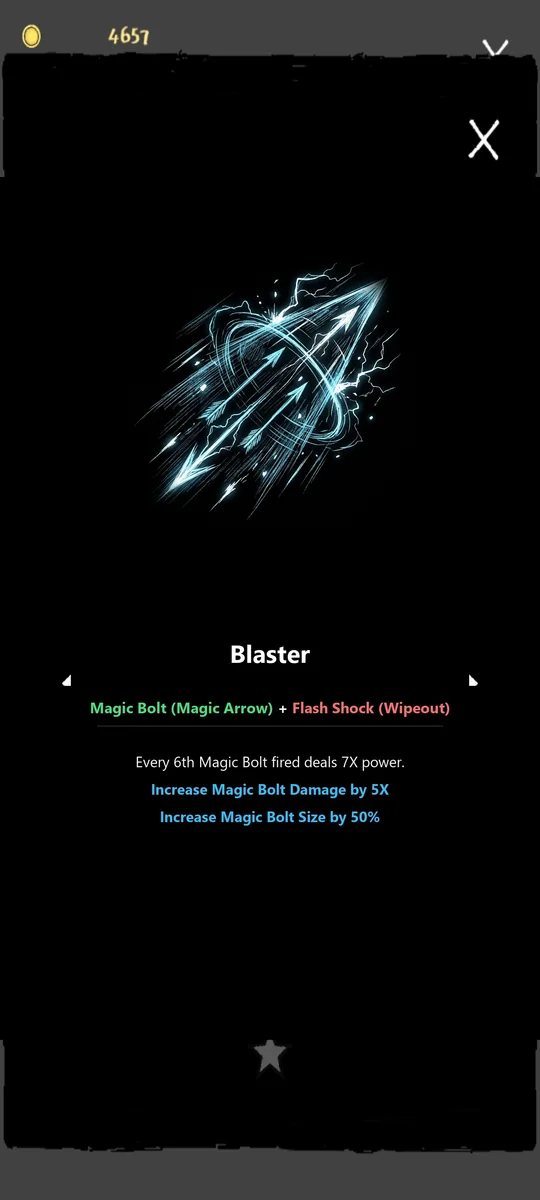 4657
Blaster
Magic Bolt (Magic Arrow) + Flash Shock (Wipeout)
Every 6th Magic Bolt fired deals 7X power.
Increase Magic Bolt Damage by 5X
Increase Magic Bolt Size by 50%